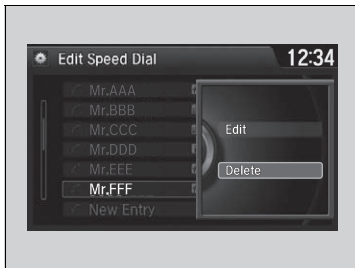 Edit Speed Dial
12:34
Mr.AAA
Mr.BBB
Mr.CCC
Mr.DDD
Mr.EEE
Mr.FFF
New Entry
Edit
Delete